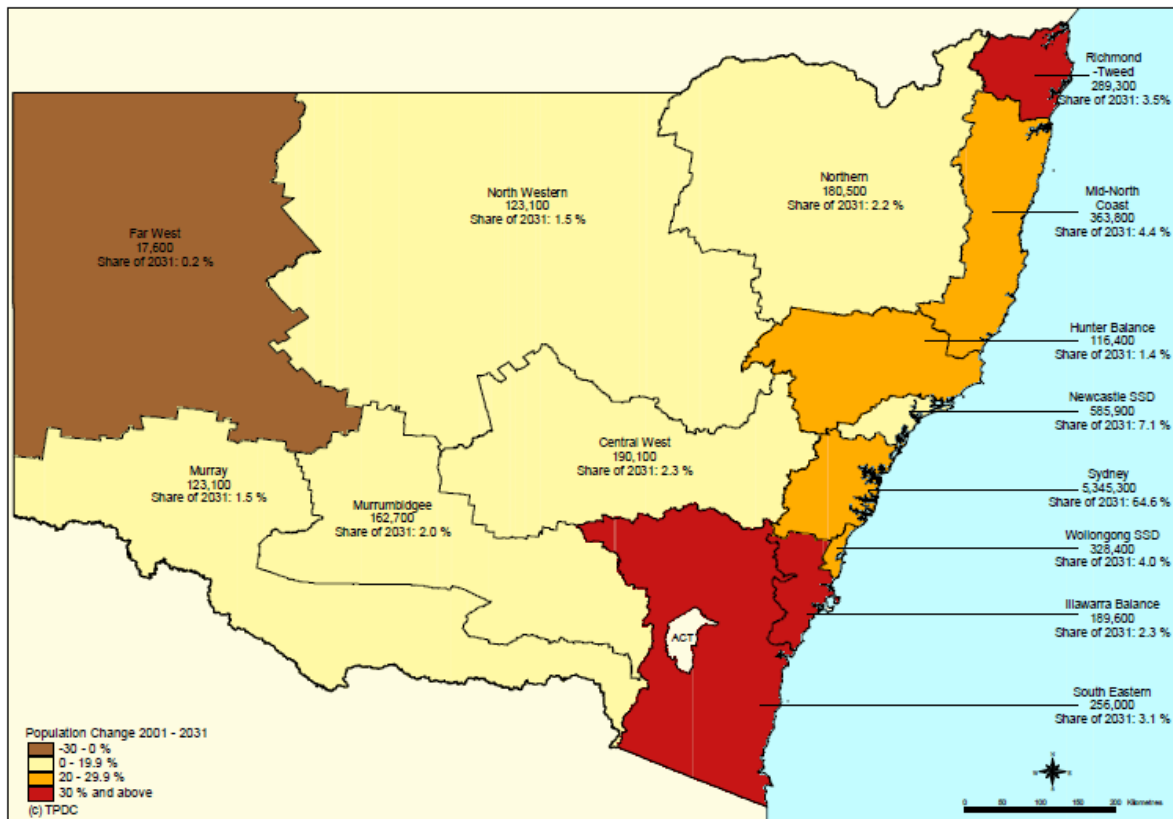 Richmond
-Tweed
289,300
Share of 2031: 3.5%
Northern
180,500
Share of 2031: 2.2 %
North Western
123,100
Share of 2031: 1.5 %
Mid-North
Coast
363,800
Share of 2031: 4.4 %
Far West
17,600
Share of 2031: 0.2 %
Hunter Balance
116,400
Share of 2031: 1.4 %
Newcastle SSD
585,900
Share of 2031: 7.1 %
Central West
190,100
Share of 2031: 2.3 %
Murray
123,100
Share of 2031: 1.5 %
Murrumbidgee
162,700
Share of 2031: 2.0 %
Sydney
5,345,300
Share of 2031: 64.6 %
Wollongong SSD
328,400
Share of 2031: 4.0 %
Illawarra Balance
189,600
Share of 2031: 2.3 %
ACT
South Eastern
256,000
Share of 2031: 3.1 %
Population Change 2001 - 2031
-30 - 0 %
0 - 19.9 %
20 - 29.9 %
30 % and above
(c) TPDC
0 50 100 150 200 Kilometres